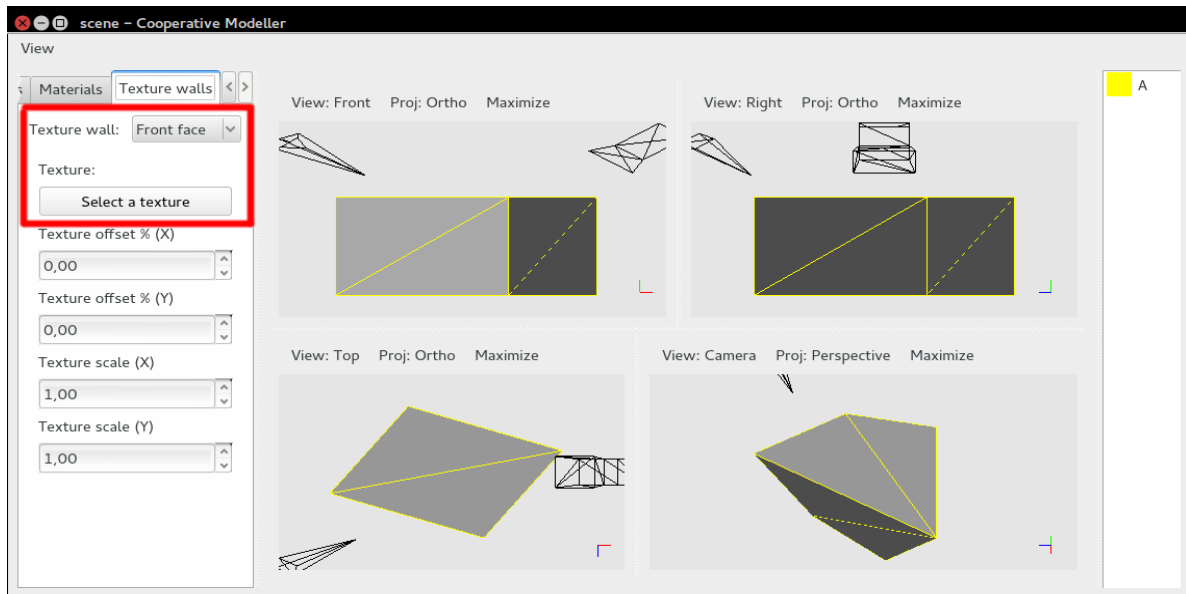 scene – Cooperative Modeller
View
Materials
Texture walls
< >
Texture wall: Front face
Texture:
Select a texture
Texture offset % (X)
0,00
Texture offset % (Y)
0,00
Texture scale (X)
1,00
Texture scale (Y)
1,00
View: Front Proj: Ortho Maximize
View: Right Proj: Ortho Maximize
View: Top Proj: Ortho Maximize
View: Camera Proj: Perspective Maximize
A